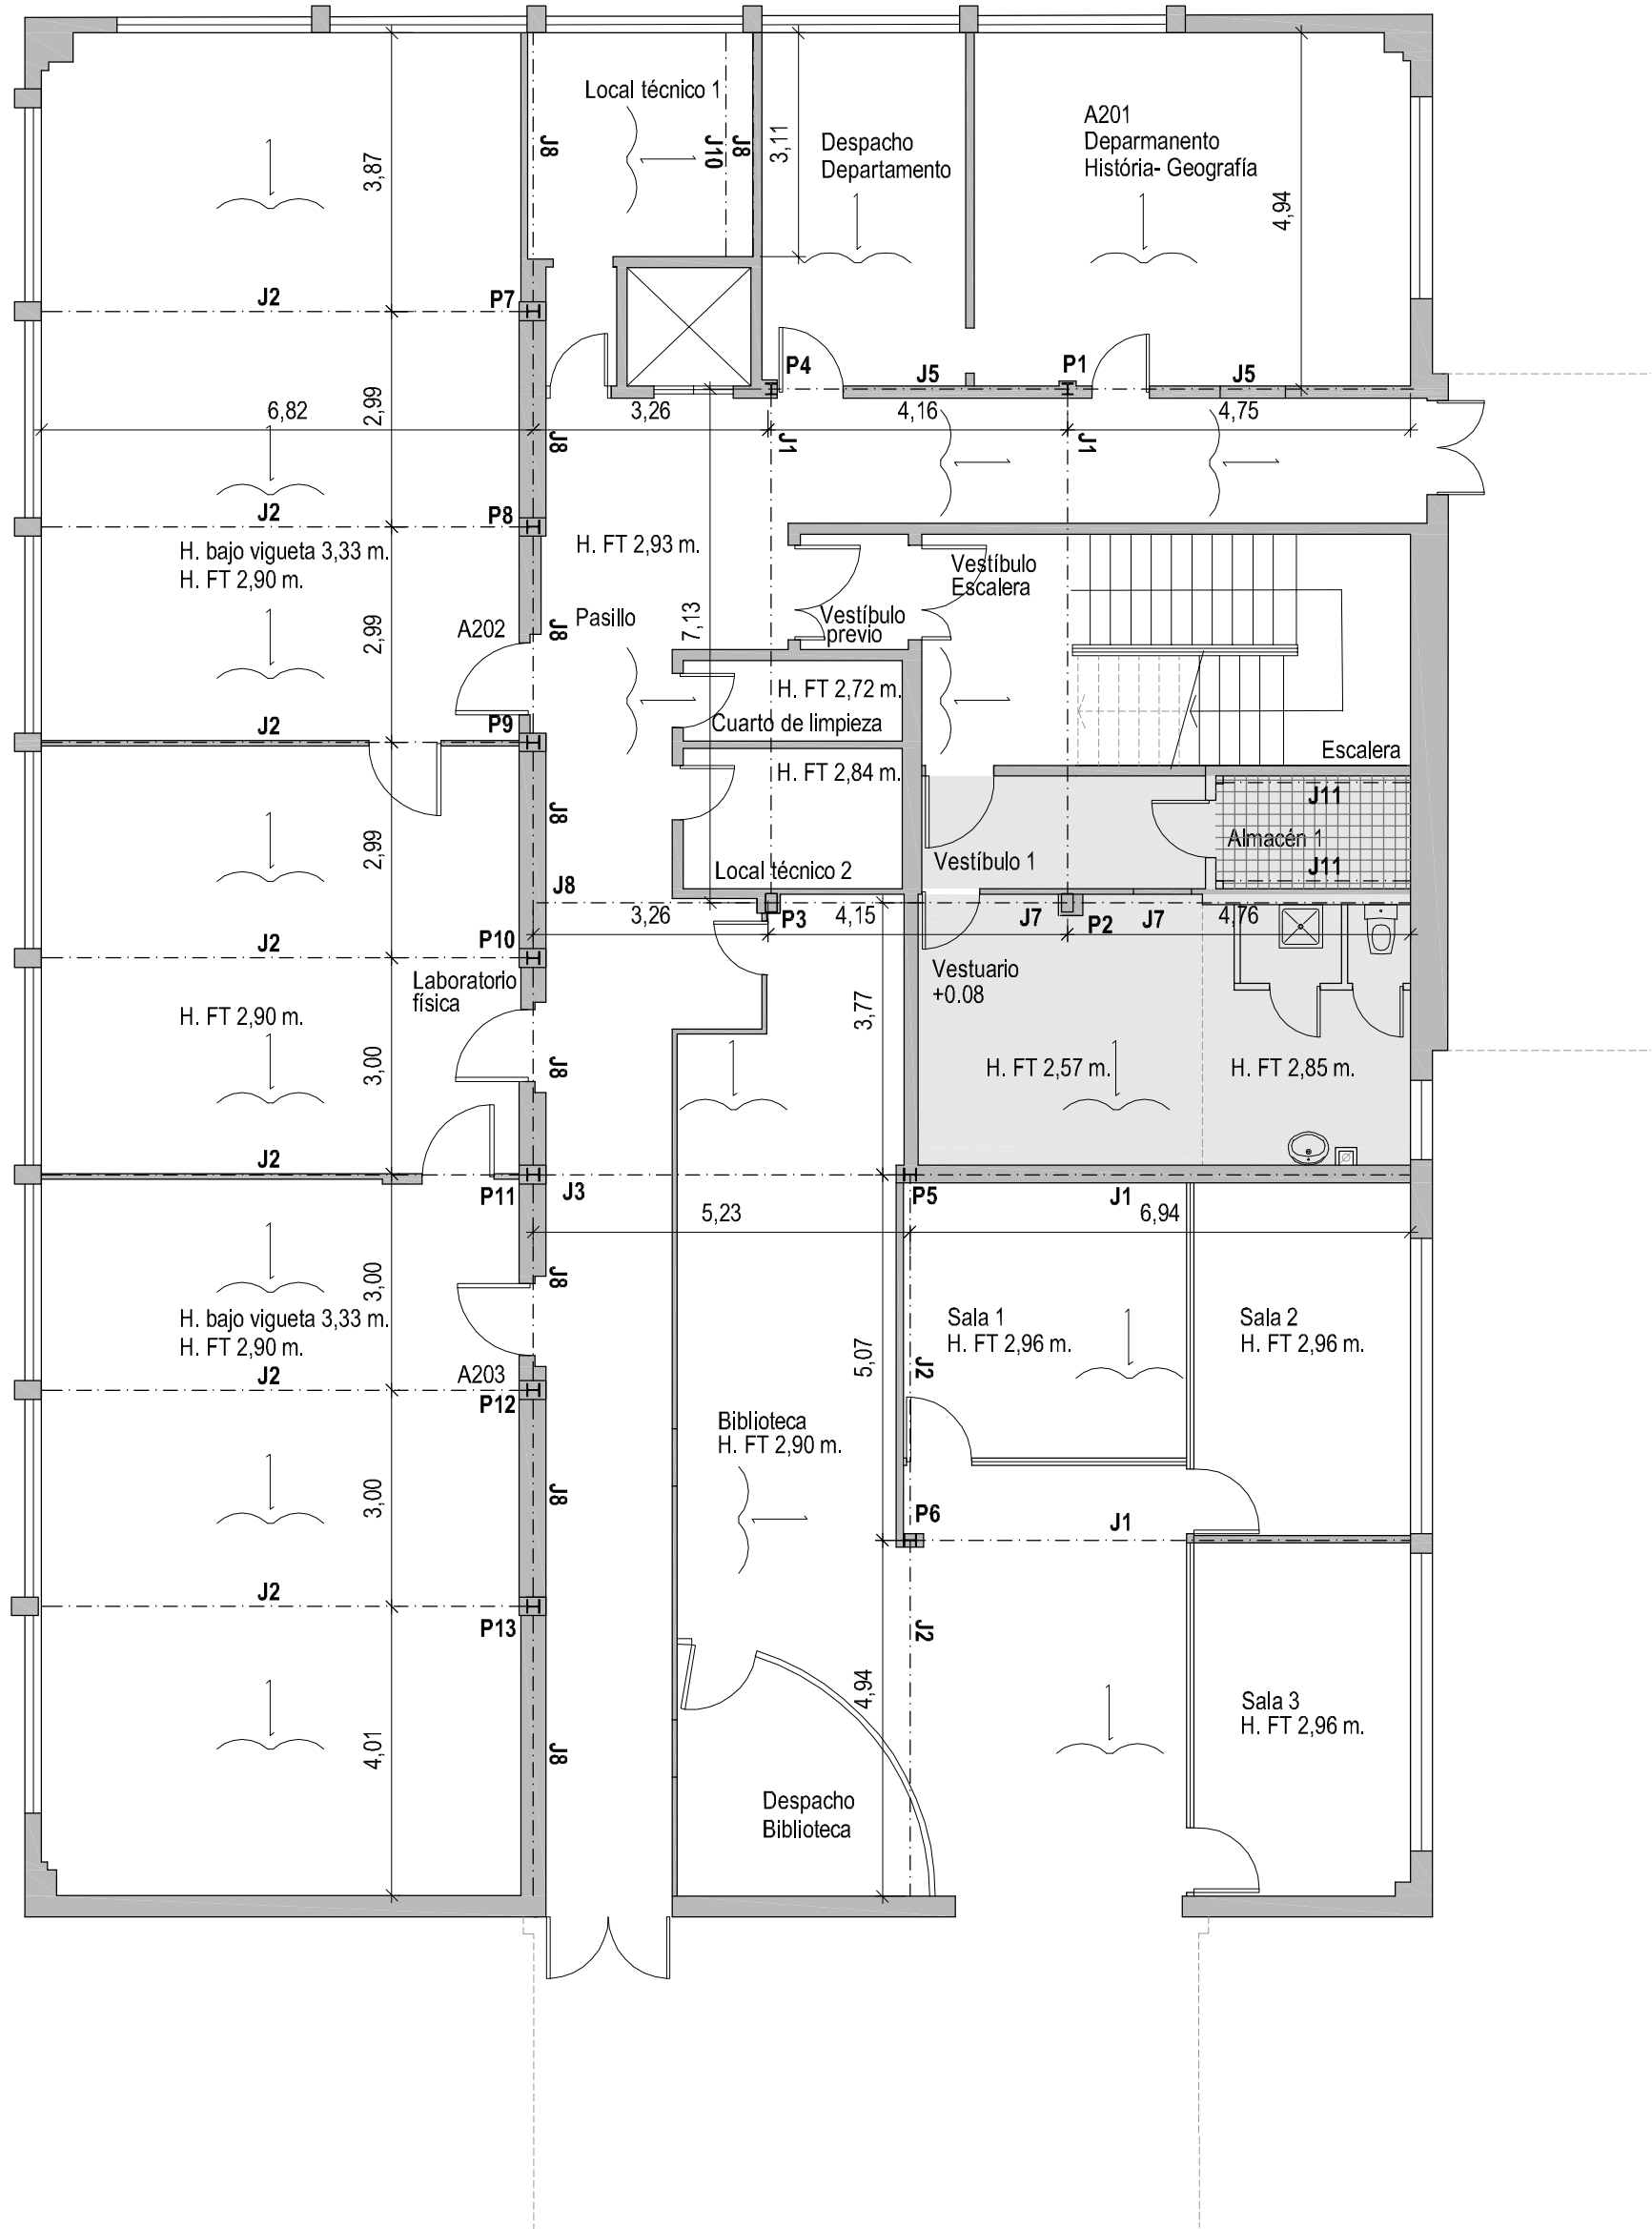 Local técnico 1
J8
J10
J8
3,11
Despacho
Departamento
A201
Deparmanento
História- Geografía
4,94
3,87
J2
P7
P4
J5
P1
J5
6,82
2,99
3,26
4,16
4,75
J8
J1
J1
J2
P8
H. bajo vigueta 3,33 m.
H. FT 2,90 m.
H. FT 2,93 m.
Vestíbulo
Escalera
2,99
A202
J8
Pasillo
7,13
Vestíbulo
previo
H. FT 2,72 m.
Cuarto de limpieza
J2
P9
Escalera
H. FT 2,84 m.
J11
2,99
J8
Almacén 1
Vestíbulo 1
J11
Local técnico 2
J8
3,26
P3
4,15
J7
P2
J7
4,76
J2
P10
Laboratorio
física
Vestuario
+0.08
3,77
H. FT 2,90 m.
3,00
J8
H. FT 2,57 m.
H. FT 2,85 m.
J2
P11
J3
P5
J1
5,23
6,94
3,00
J8
H. bajo vigueta 3,33 m.
H. FT 2,90 m.
Sala 1
H. FT 2,96 m.
Sala 2
H. FT 2,96 m.
5,07
J2
J2
A203
P12
Biblioteca
H. FT 2,90 m.
3,00
J8
P6
J1
J2
P13
J2
4,94
4,01
J8
Sala 3
H. FT 2,96 m.
Despacho
Biblioteca